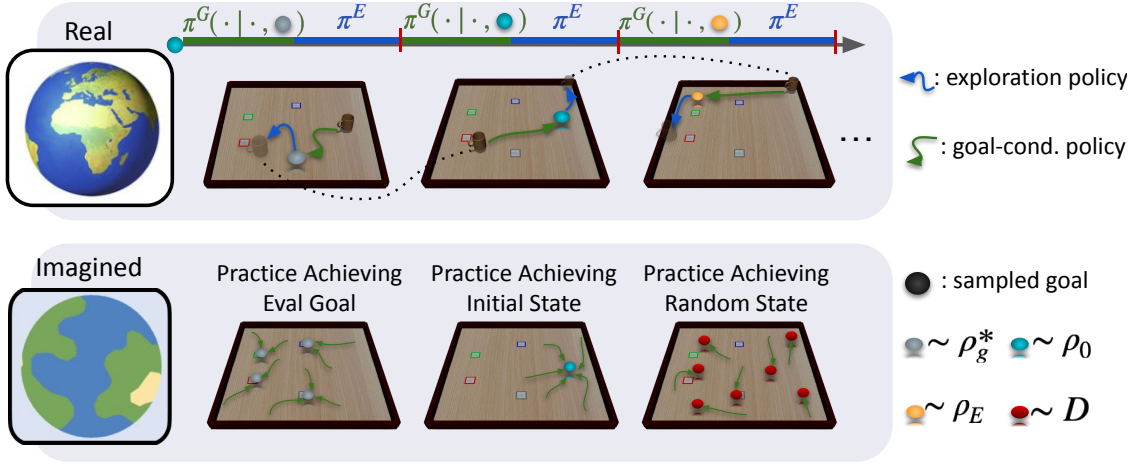 Real
π^G(· | ·, ) π^E π^G(· | ·, ) π^E π^G(· | ·, ) π^E
: exploration policy
: goal-cond. policy
...
Imagined
Practice Achieving
Eval Goal
Practice Achieving
Initial State
Practice Achieving
Random State
: sampled goal
~ ρ_g^* ~ ρ_0
~ ρ_E ~ D